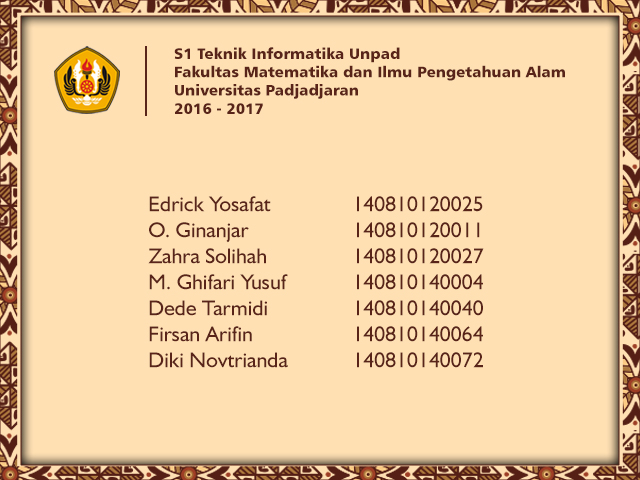 S1 Teknik Informatika Unpad
Fakultas Matematika dan Ilmu Pengetahuan Alam
Universitas Padjadjaran
2016 - 2017
Edrick Yosafat 140810120025
O. Ginanjar 140810120011
Zahra Solihah 140810120027
M. Ghifari Yusuf 140810140004
Dede Tarmidi 140810140040
Firsan Arifin 140810140064
Diki Novtrianda 140810140072